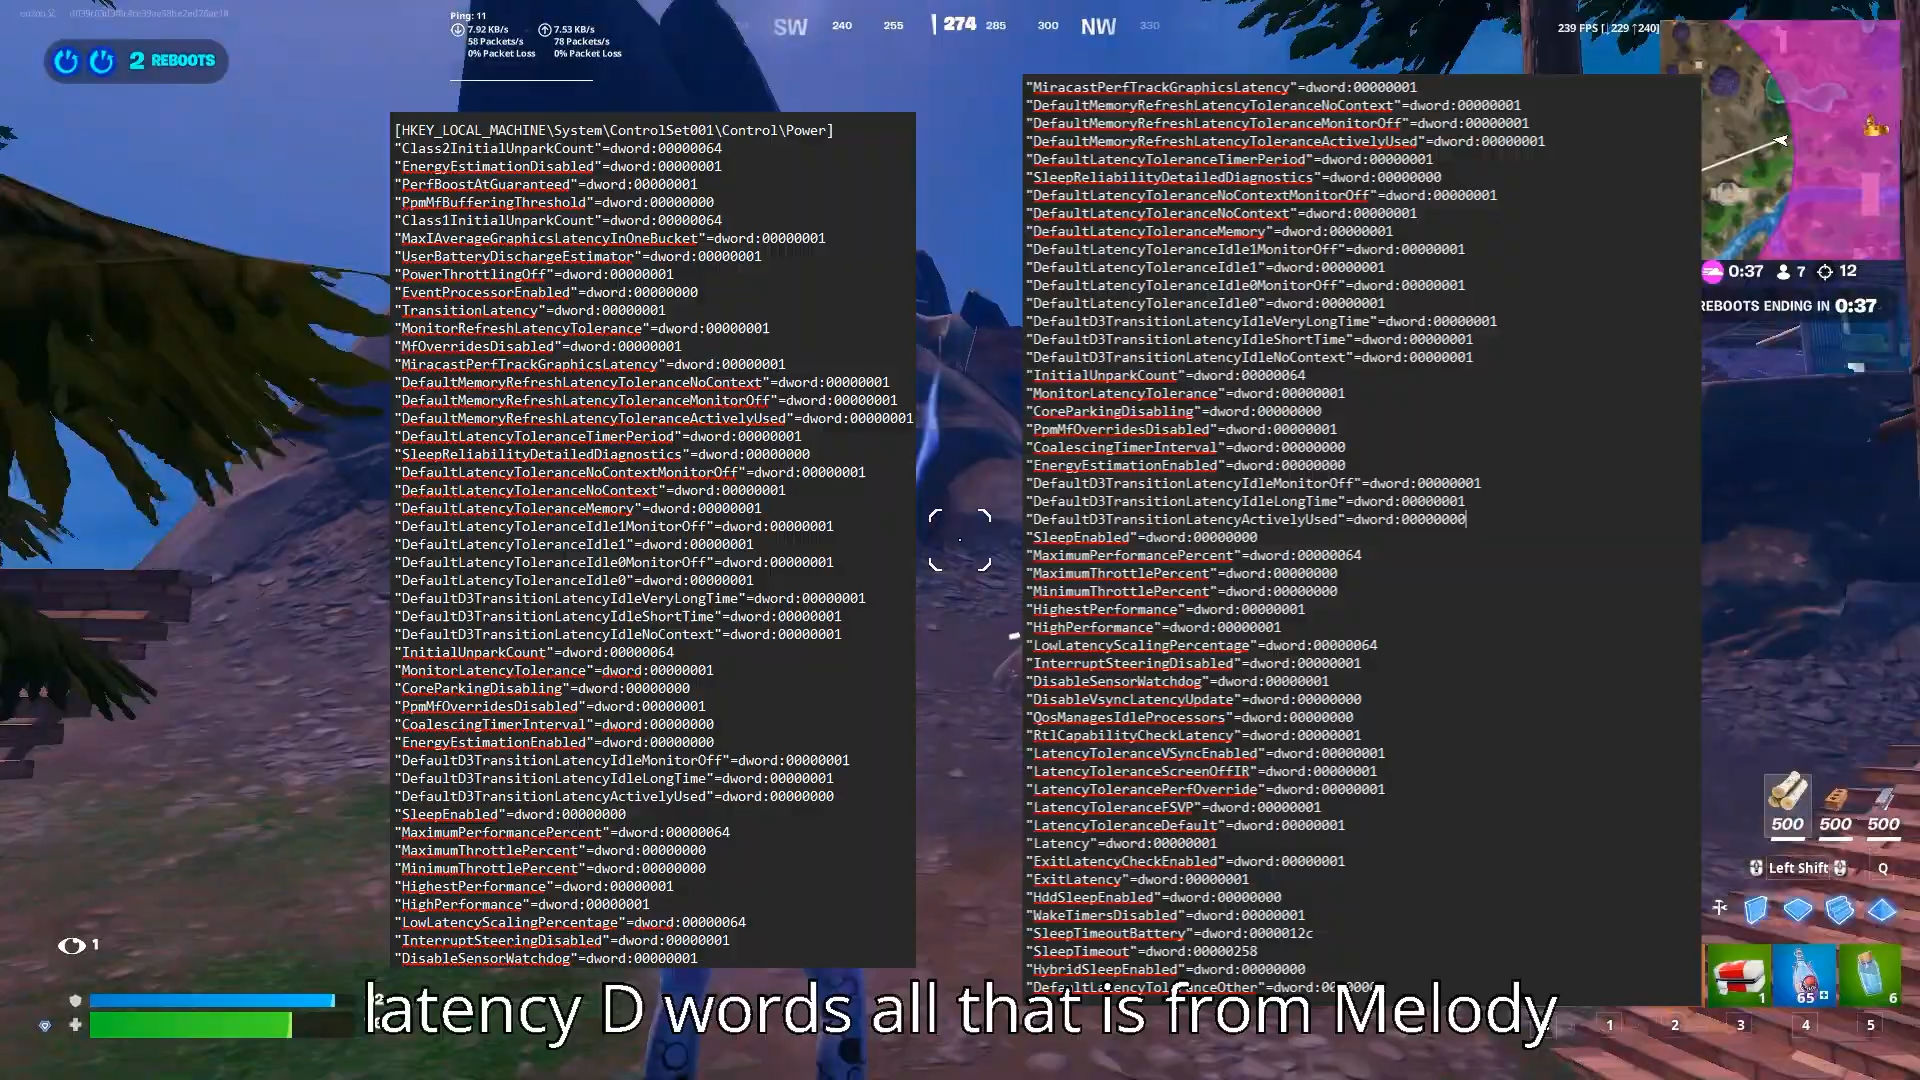 Ping: 11
7.92 KB/s 7.53 KB/s
58 Packets/s 78 Packets/s
0% Packet Loss 0% Packet Loss
SW 240 255 274 285 300 NW 330
239 FPS [↓229 ↑240]
2 REBOOTS
[HKEY_LOCAL_MACHINE\System\ControlSet001\Control\Power]
"Class2InitialUnparkCount"=dword:00000064
"EnergyEstimationDisabled"=dword:00000001
"PerfBoostAtGuaranteed"=dword:00000001
"PpmMfBufferingThreshold"=dword:00000000
"Class1InitialUnparkCount"=dword:00000064
"MaxIAverageGraphicsLatencyInOneBucket"=dword:00000001
"UserBatteryDischargeEstimator"=dword:00000001
"PowerThrottlingOff"=dword:00000001
"EventProcessorEnabled"=dword:00000000
"TransitionLatency"=dword:00000001
"MonitorRefreshLatencyTolerance"=dword:00000001
"MfOverridesDisabled"=dword:00000001
"MiracastPerfTrackGraphicsLatency"=dword:00000001
"DefaultMemoryRefreshLatencyToleranceNoContext"=dword:00000001
"DefaultMemoryRefreshLatencyToleranceMonitorOff"=dword:00000001
"DefaultMemoryRefreshLatencyToleranceActivelyUsed"=dword:00000001
"DefaultLatencyToleranceTimerPeriod"=dword:00000001
"SleepReliabilityDetailedDiagnostics"=dword:00000000
"DefaultLatencyToleranceNoContextMonitorOff"=dword:00000001
"DefaultLatencyToleranceNoContext"=dword:00000001
"DefaultLatencyToleranceMemory"=dword:00000001
"DefaultLatencyToleranceIdle1MonitorOff"=dword:00000001
"DefaultLatencyToleranceIdle1"=dword:00000001
"DefaultLatencyToleranceIdle0MonitorOff"=dword:00000001
"DefaultLatencyToleranceIdle0"=dword:00000001
"DefaultD3TransitionLatencyIdleVeryLongTime"=dword:00000001
"DefaultD3TransitionLatencyIdleShortTime"=dword:00000001
"DefaultD3TransitionLatencyIdleNoContext"=dword:00000001
"InitialUnparkCount"=dword:00000064
"MonitorLatencyTolerance"=dword:00000001
"CoreParkingDisabling"=dword:00000000
"PpmMfOverridesDisabled"=dword:00000001
"CoalescingTimerInterval"=dword:00000000
"EnergyEstimationEnabled"=dword:00000000
"DefaultD3TransitionLatencyIdleMonitorOff"=dword:00000001
"DefaultD3TransitionLatencyIdleLongTime"=dword:00000001
"DefaultD3TransitionLatencyActivelyUsed"=dword:00000000
"SleepEnabled"=dword:00000000
"MaximumPerformancePercent"=dword:00000064
"MaximumThrottlePercent"=dword:00000000
"MinimumThrottlePercent"=dword:00000000
"HighestPerformance"=dword:00000001
"HighPerformance"=dword:00000001
"LowLatencyScalingPercentage"=dword:00000064
"InterruptSteeringDisabled"=dword:00000001
"DisableSensorWatchdog"=dword:00000001
"MiracastPerfTrackGraphicsLatency"=dword:00000001
"DefaultMemoryRefreshLatencyToleranceNoContext"=dword:00000001
"DefaultMemoryRefreshLatencyToleranceMonitorOff"=dword:00000001
"DefaultMemoryRefreshLatencyToleranceActivelyUsed"=dword:00000001
"DefaultLatencyToleranceTimerPeriod"=dword:00000001
"SleepReliabilityDetailedDiagnostics"=dword:00000000
"DefaultLatencyToleranceNoContextMonitorOff"=dword:00000001
"DefaultLatencyToleranceNoContext"=dword:00000001
"DefaultLatencyToleranceMemory"=dword:00000001
"DefaultLatencyToleranceIdle1MonitorOff"=dword:00000001
"DefaultLatencyToleranceIdle1"=dword:00000001
"DefaultLatencyToleranceIdle0MonitorOff"=dword:00000001
"DefaultLatencyToleranceIdle0"=dword:00000001
"DefaultD3TransitionLatencyIdleVeryLongTime"=dword:00000001
"DefaultD3TransitionLatencyIdleShortTime"=dword:00000001
"DefaultD3TransitionLatencyIdleNoContext"=dword:00000001
"InitialUnparkCount"=dword:00000064
"MonitorLatencyTolerance"=dword:00000001
"CoreParkingDisabling"=dword:00000000
"PpmMfOverridesDisabled"=dword:00000001
"CoalescingTimerInterval"=dword:00000000
"EnergyEstimationEnabled"=dword:00000000
"DefaultD3TransitionLatencyIdleMonitorOff"=dword:00000001
"DefaultD3TransitionLatencyIdleLongTime"=dword:00000001
"DefaultD3TransitionLatencyActivelyUsed"=dword:00000000
"SleepEnabled"=dword:00000000
"MaximumPerformancePercent"=dword:00000064
"MaximumThrottlePercent"=dword:00000000
"MinimumThrottlePercent"=dword:00000000
"HighestPerformance"=dword:00000001
"HighPerformance"=dword:00000001
"LowLatencyScalingPercentage"=dword:00000064
"InterruptSteeringDisabled"=dword:00000001
"DisableSensorWatchdog"=dword:00000001
"DisableVsyncLatencyUpdate"=dword:00000000
"QosManagesIdleProcessors"=dword:00000000
"RtlCapabilityCheckLatency"=dword:00000001
"LatencyToleranceVSyncEnabled"=dword:00000001
"LatencyToleranceScreenOffIR"=dword:00000001
"LatencyTolerancePerfOverride"=dword:00000001
"LatencyToleranceFSVP"=dword:00000001
"LatencyToleranceDefault"=dword:00000001
"Latency"=dword:00000001
"ExitLatencyCheckEnabled"=dword:00000001
"ExitLatency"=dword:00000001
"HddSleepEnabled"=dword:00000000
"WakeTimersDisabled"=dword:00000001
"SleepTimeoutBattery"=dword:0000012c
"SleepTimeout"=dword:00000258
"HybridSleepEnabled"=dword:00000000
"DefaultLatencyToleranceOther"=dword:0000
0:37 7 12
REBOOTS ENDING IN 0:37
500 500 500
Left Shift Q
1
1 65 6
1 2 3 4 5
latency D words all that is from Melody